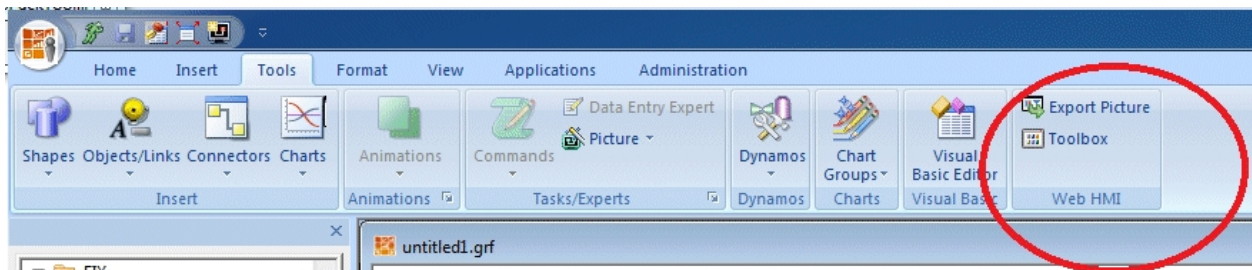 Home Insert Tools Format View Applications Administration
Shapes Objects/Links Connectors Charts
Insert
Animations
Animations
Commands
Data Entry Expert
Picture
Tasks/Experts
Dynamos
Dynamos
Chart
Groups
Charts
Visual
Basic Editor
Visual Basic
Export Picture
Toolbox
Web HMI
untitled1.grf
FIX